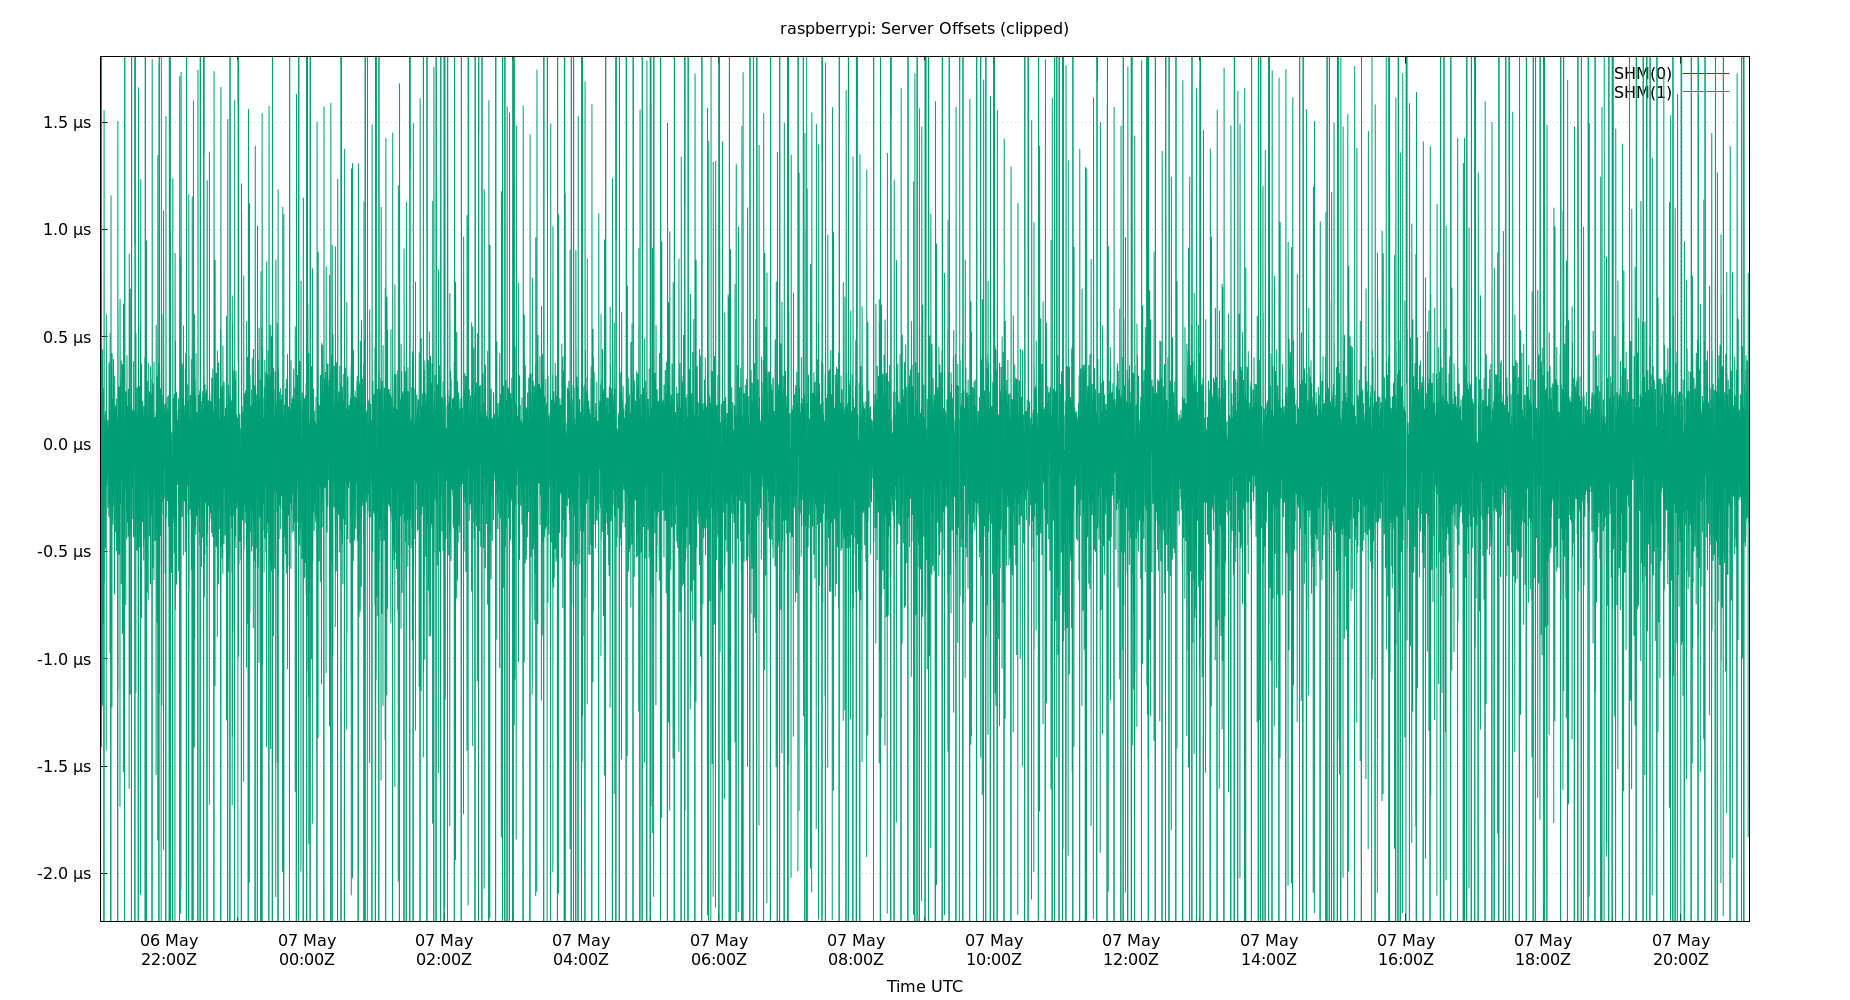 raspberrypi: Server Offsets (clipped)
SHM(0)
SHM(1)
1.5 µs
1.0 µs
0.5 µs
0.0 µs
-0.5 µs
-1.0 µs
-1.5 µs
-2.0 µs
06 May 07 May 07 May 07 May 07 May 07 May 07 May 07 May 07 May 07 May 07 May 07 May
22:00Z 00:00Z 02:00Z 04:00Z 06:00Z 08:00Z 10:00Z 12:00Z 14:00Z 16:00Z 18:00Z 20:00Z
Time UTC